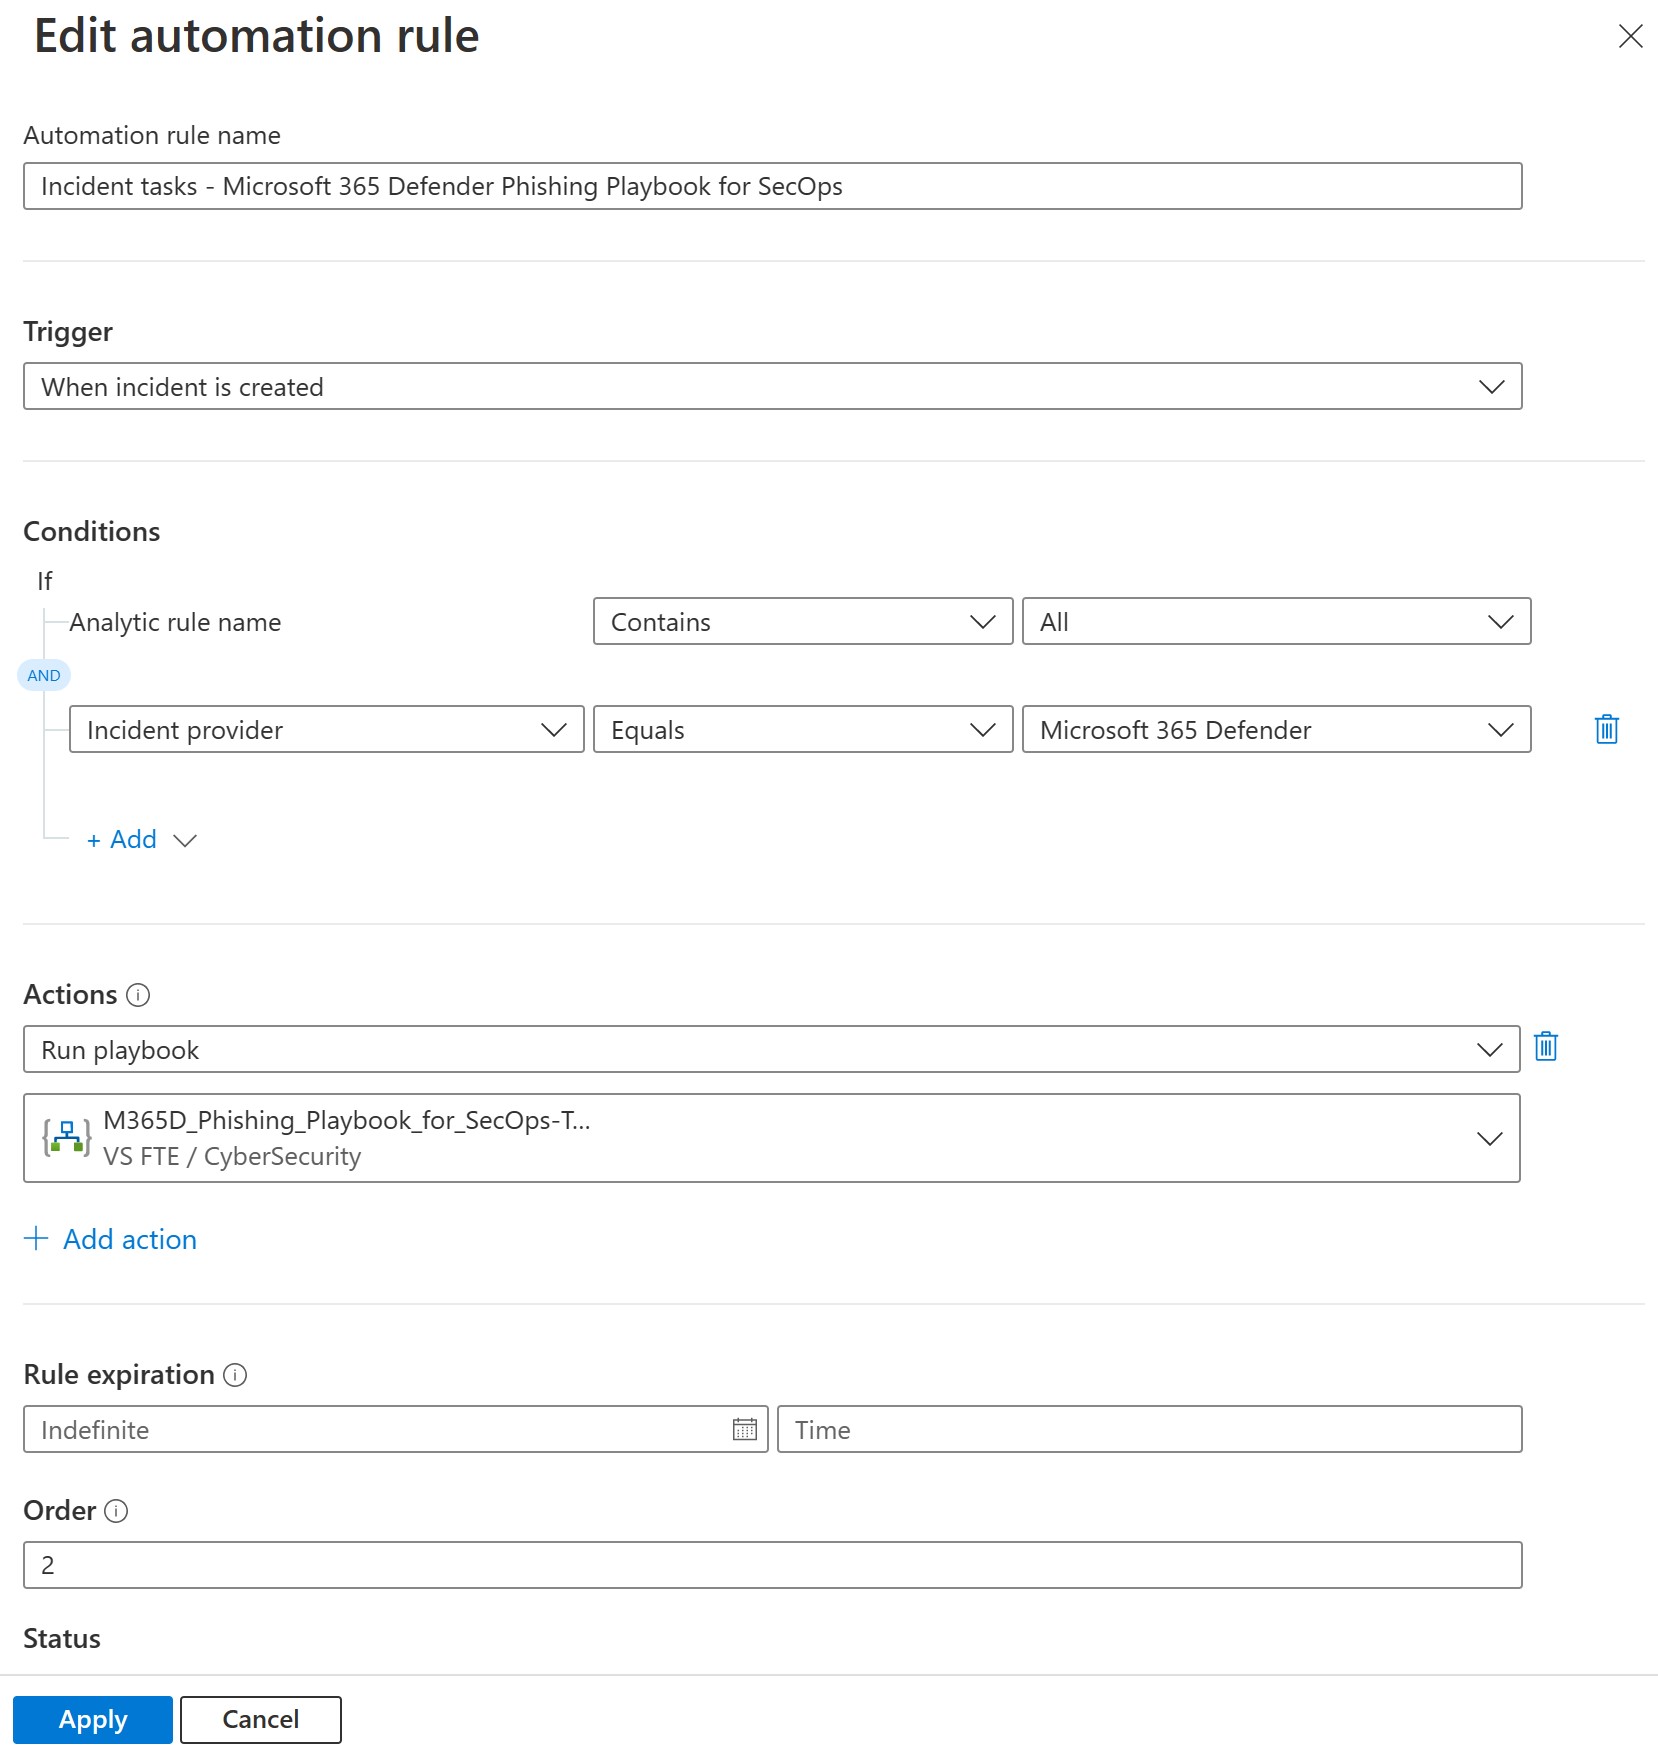 Edit automation rule
Automation rule name
Incident tasks - Microsoft 365 Defender Phishing Playbook for SecOps
Trigger
When incident is created
Conditions
If
Analytic rule name Contains All
AND
Incident provider Equals Microsoft 365 Defender
+ Add
Actions
Run playbook
M365D_Phishing_Playbook_for_SecOps-T...
VS FTE / CyberSecurity
+ Add action
Rule expiration
Indefinite Time
Order
2
Status
Apply Cancel